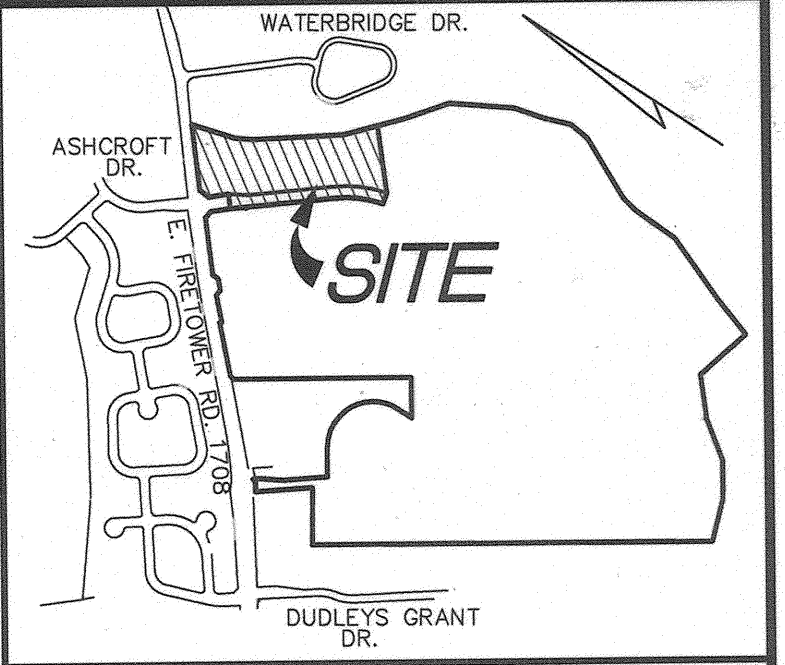 WATERBRIDGE DR.
ASHCROFT
DR.
E. FIRETOWER RD. 1708
SITE
DUDLEYS GRANT
DR.